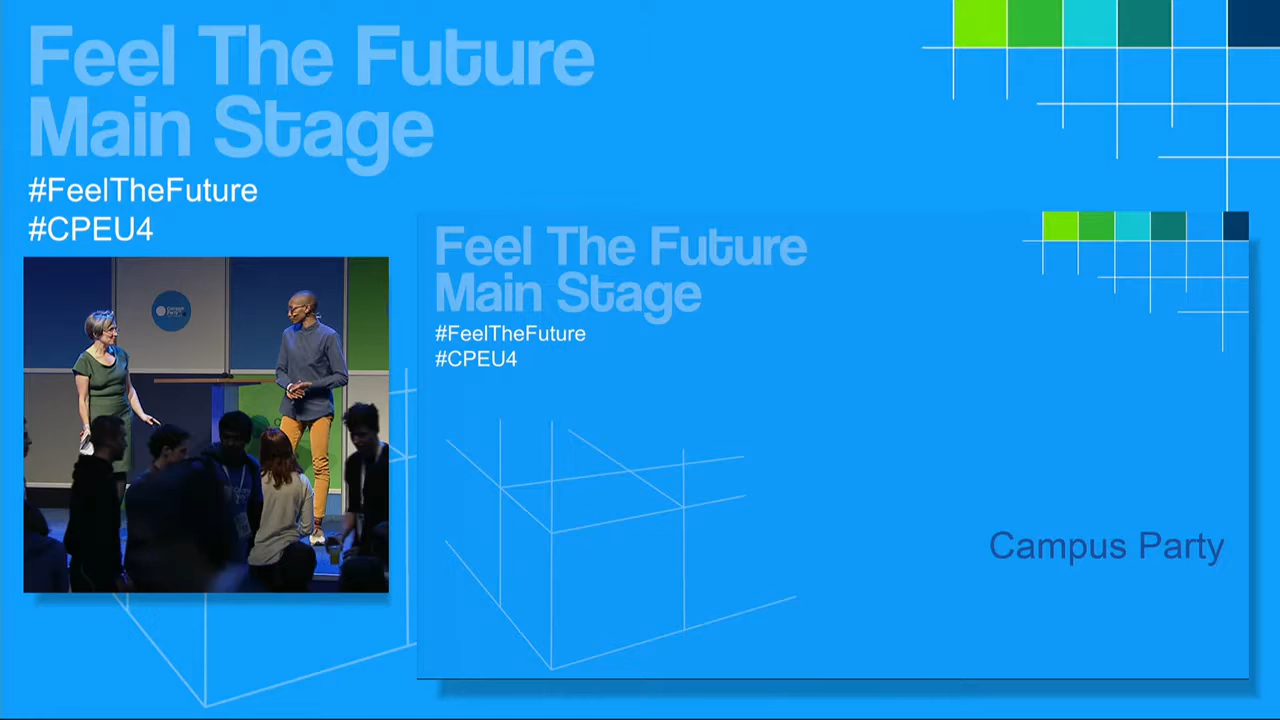 Feel The Future
Main Stage
#FeelTheFuture
#CPEU4
Feel The Future
Main Stage
#FeelTheFuture
#CPEU4
Campus Party